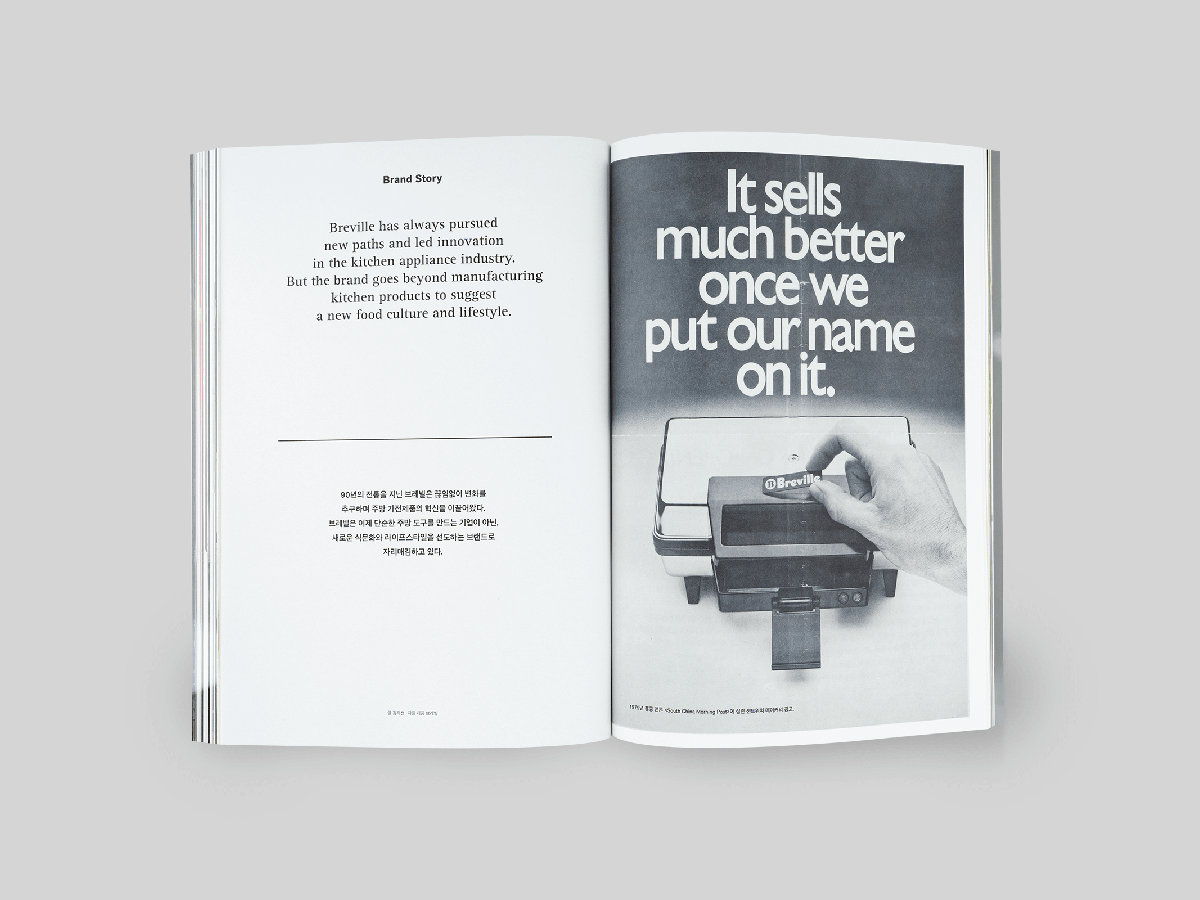 Brand Story
Breville has always pursued
new paths and led innovation
in the kitchen appliance industry.
But the brand goes beyond manufacturing
kitchen products to suggest
a new food culture and lifestyle.
90년의 전통을 지닌 브레빌은 끊임없이 변화를
추구하며 주방 가전제품의 혁신을 이끌어왔다.
브레빌은 이제 단순한 주방 도구를 만드는 기업이 아닌,
새로운 식문화와 라이프스타일을 선도하는 브랜드로
자리매김하고 있다.
It sells
much better
once we
put our name
on it.
Breville
South China Morning Post